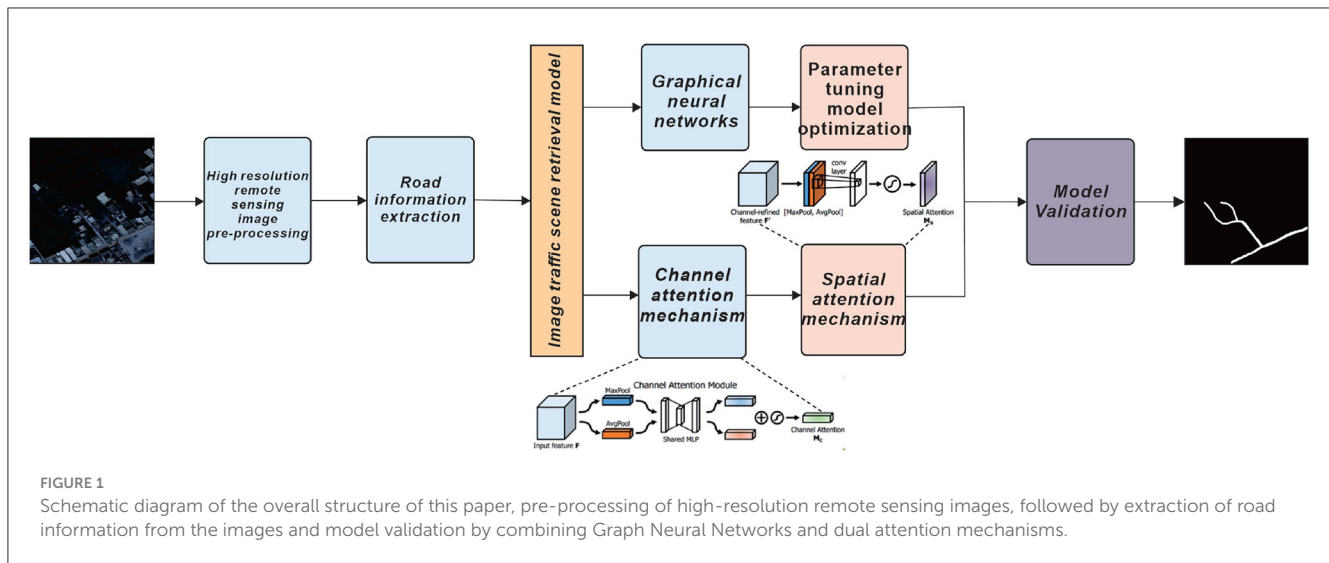 High resolution
remote
sensing
image
pre-processing
Road
information
extraction
Image traffic scene retrieval model
Graphical
neural
networks
Parameter
tuning
model
optimization
conv
layer
Channel-refined
feature F'
[MaxPool, AvgPool]
Spatial Attention
Ms
Channel
attention
mechanism
Spatial
attention
mechanism
Model
Validation
Channel Attention Module
MaxPool
AvgPool
Input feature F
Shared MLP
Channel Attention
Mc
FIGURE 1
Schematic diagram of the overall structure of this paper, pre-processing of high-resolution remote sensing images, followed by extraction of road
information from the images and model validation by combining Graph Neural Networks and dual attention mechanisms.